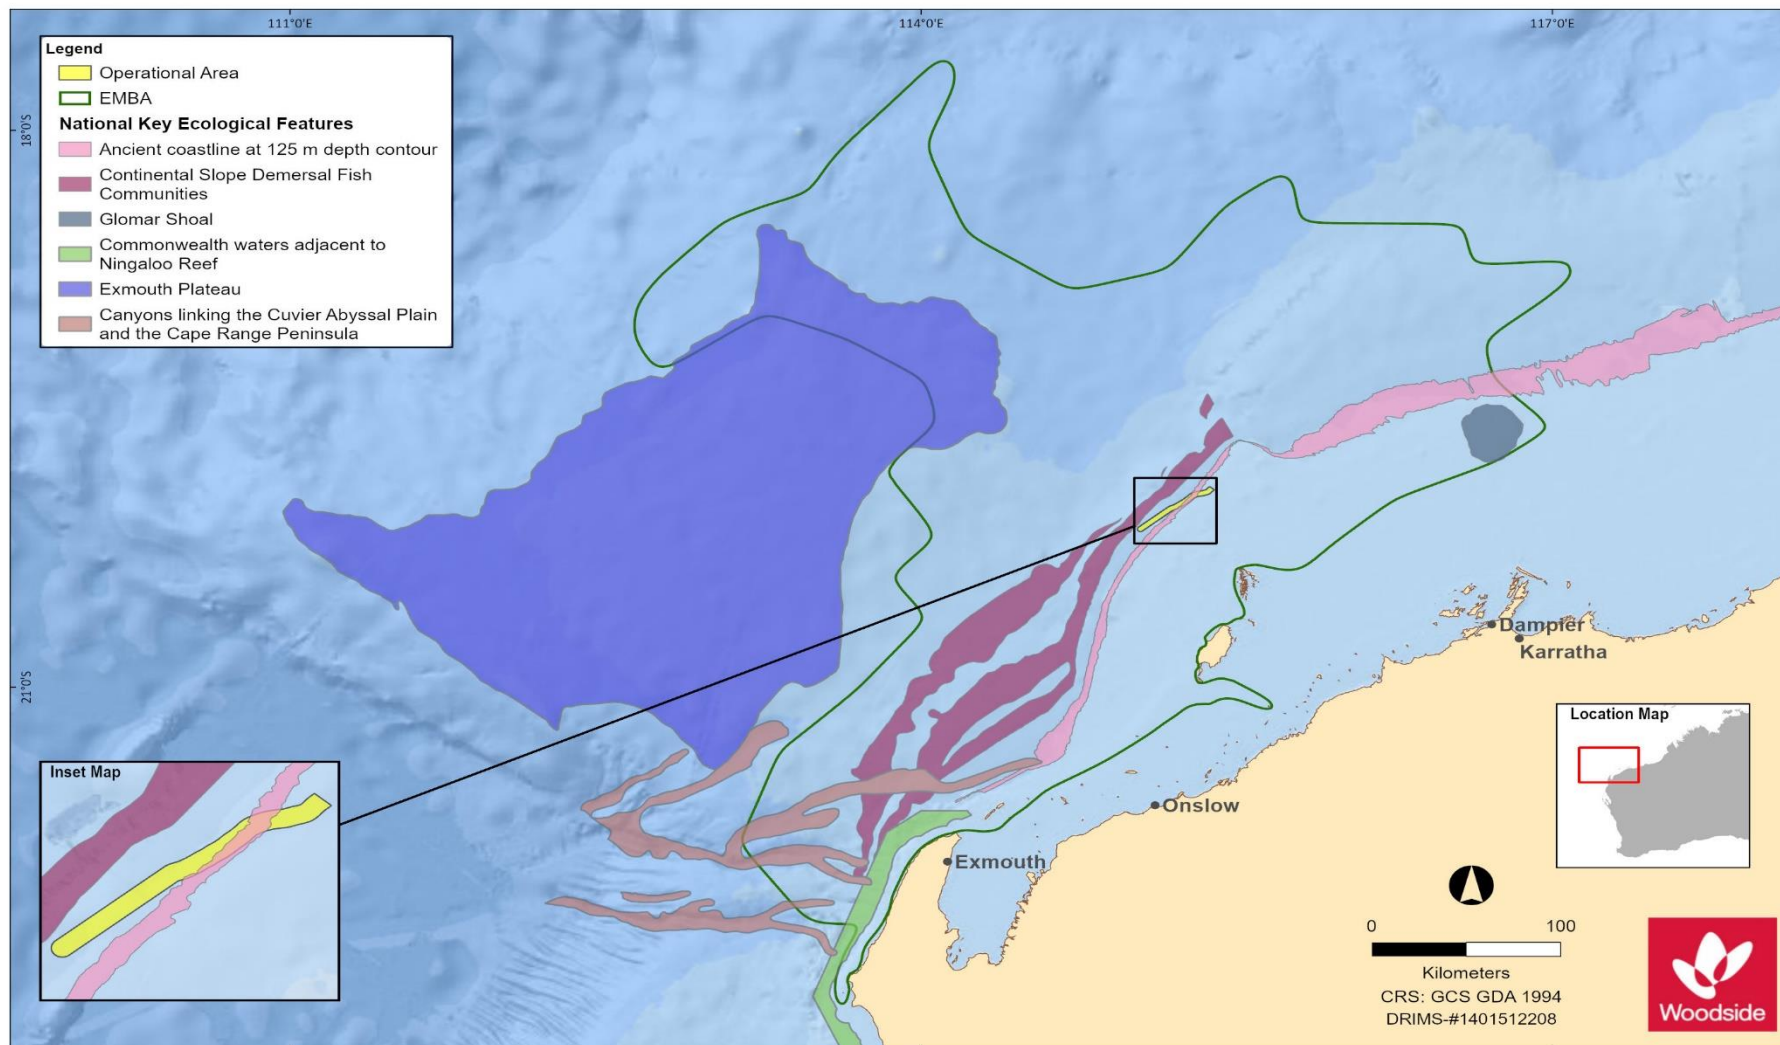 111°0'E
114°0'E
117°0'E
18°0'S
21°0'S
Legend
Operational Area
EMBA
National Key Ecological Features
Ancient coastline at 125 m depth contour
Continental Slope Demersal Fish
Communities
Glomar Shoal
Commonwealth waters adjacent to
Ningaloo Reef
Exmouth Plateau
Canyons linking the Cuvier Abyssal Plain
and the Cape Range Peninsula
Dampier
Karratha
Onslow
Exmouth
Inset Map
Location Map
0 100
Kilometers
CRS: GCS GDA 1994
DRIMS-#1401512208
Woodside